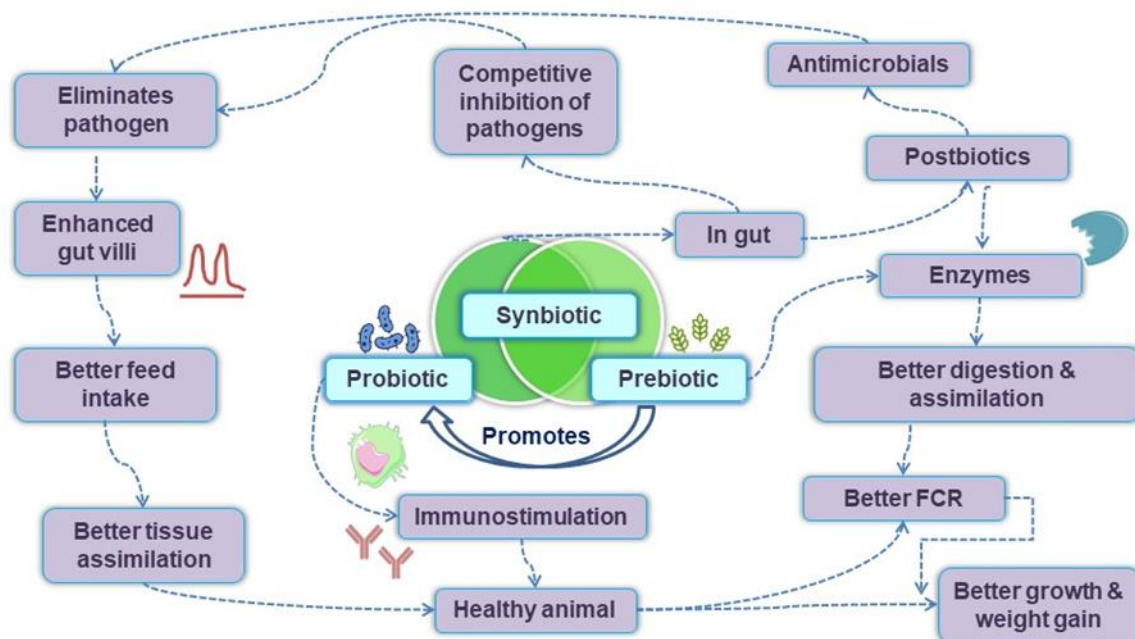 Eliminates
pathogen
Competitive
inhibition of
pathogens
Antimicrobials
Postbiotics
Enhanced
gut villi
In gut
Enzymes
Synbiotic
Probiotic
Prebiotic
Better feed
intake
Better digestion &
assimilation
Promotes
Better FCR
Immunostimulation
Better tissue
assimilation
Healthy animal
Better growth &
weight gain